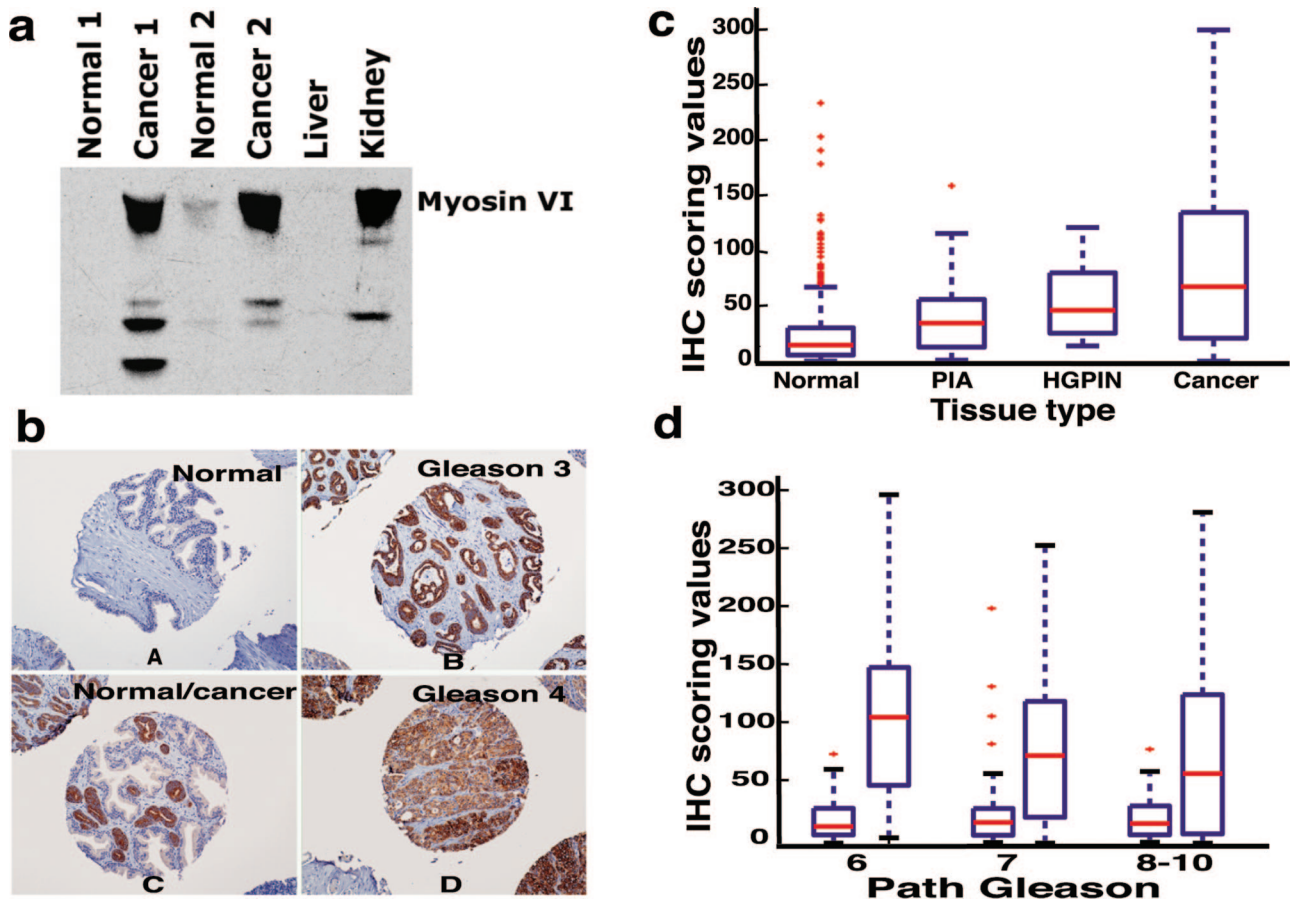 a
Normal 1
Cancer 1
Normal 2
Cancer 2
Liver
Kidney
Myosin VI
b
Normal
A
Gleason 3
B
Normal/cancer
C
Gleason 4
D
c
IHC scoring values
300
250
200
150
100
50
0
Normal PIA HGPIN Cancer
Tissue type
d
IHC scoring values
300
250
200
150
100
50
0
6 7 8-10
Path Gleason